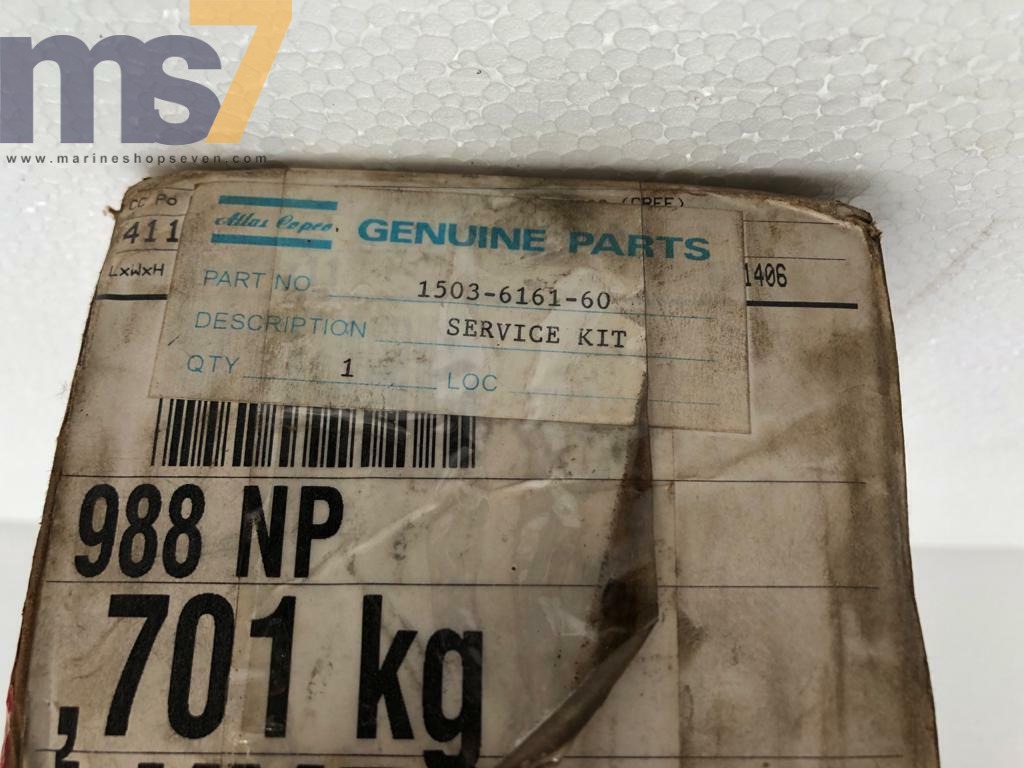 ms7
www.marineshopseven.com
CC Po
(FREE)
411
Atlas Copco
GENUINE PARTS
LxWxH
1406
PART NO 1503-6161-60
DESCRIPTION SERVICE KIT
QTY 1 LOC
988 NP
,701 kg